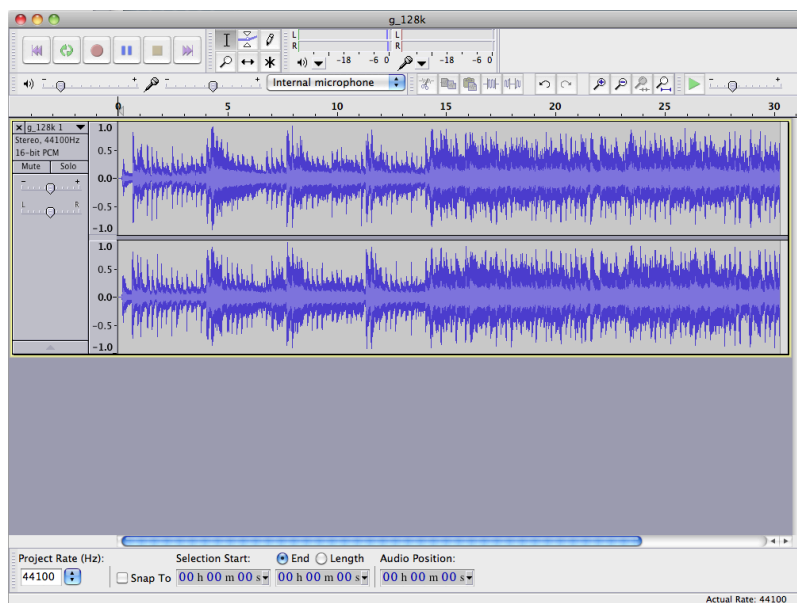 g_128k
L
R
-18 -6 0
L
R
-18 -6 0
- +
- +
Internal microphone
- +
0 5 10 15 20 25 30
g_128k 1
Stereo, 44100Hz
16-bit PCM
Mute Solo
- +
L R
1.0
0.5-
0.0-
-0.5-
-1.0
1.0
0.5-
0.0-
-0.5-
-1.0
Project Rate (Hz): Selection Start: End Length Audio Position:
44100 Snap To 00 h 00 m 00 s 00 h 00 m 00 s 00 h 00 m 00 s
Actual Rate: 44100